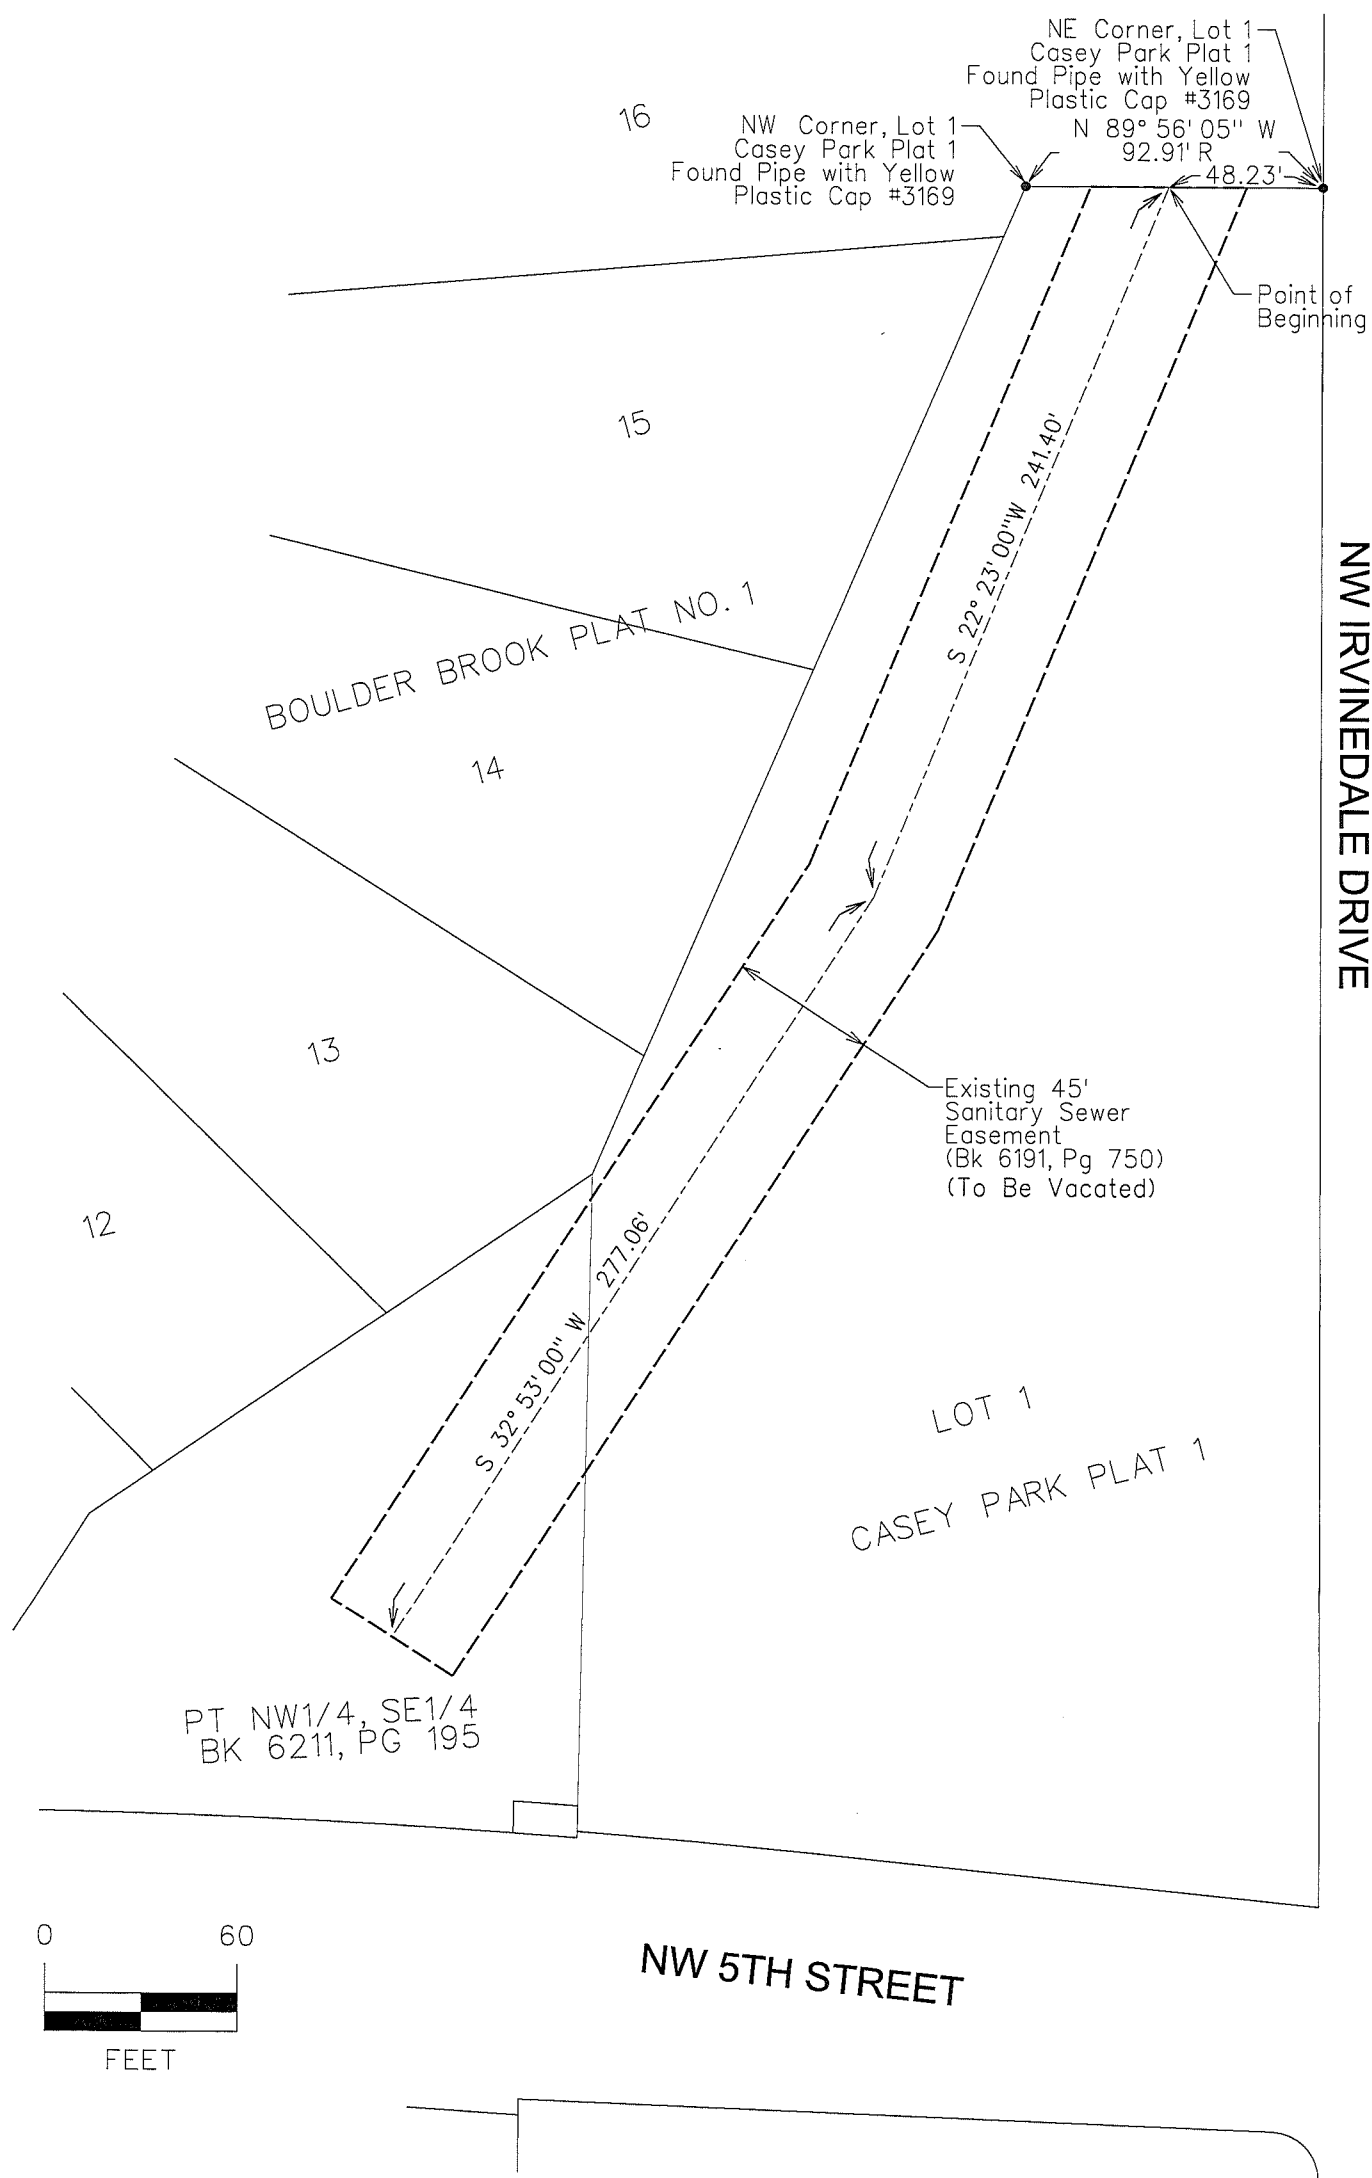 NE Corner, Lot 1
Casey Park Plat 1
Found Pipe with Yellow
Plastic Cap #3169
16
NW Corner, Lot 1
Casey Park Plat 1
Found Pipe with Yellow
Plastic Cap #3169
N 89° 56' 05" W
92.91' R
48.23'
Point of
Beginning
15
S 22° 23' 00" W 241.40'
NW IRVINEDALE DRIVE
BOULDER BROOK PLAT NO. 1
14
13
Existing 45'
Sanitary Sewer
Easement
(Bk 6191, Pg 750)
(To Be Vacated)
12
S 32° 53' 00" W 277.06'
LOT 1
CASEY PARK PLAT 1
PT NW1/4, SE1/4
BK 6211, PG 195
0 60
FEET
NW 5TH STREET